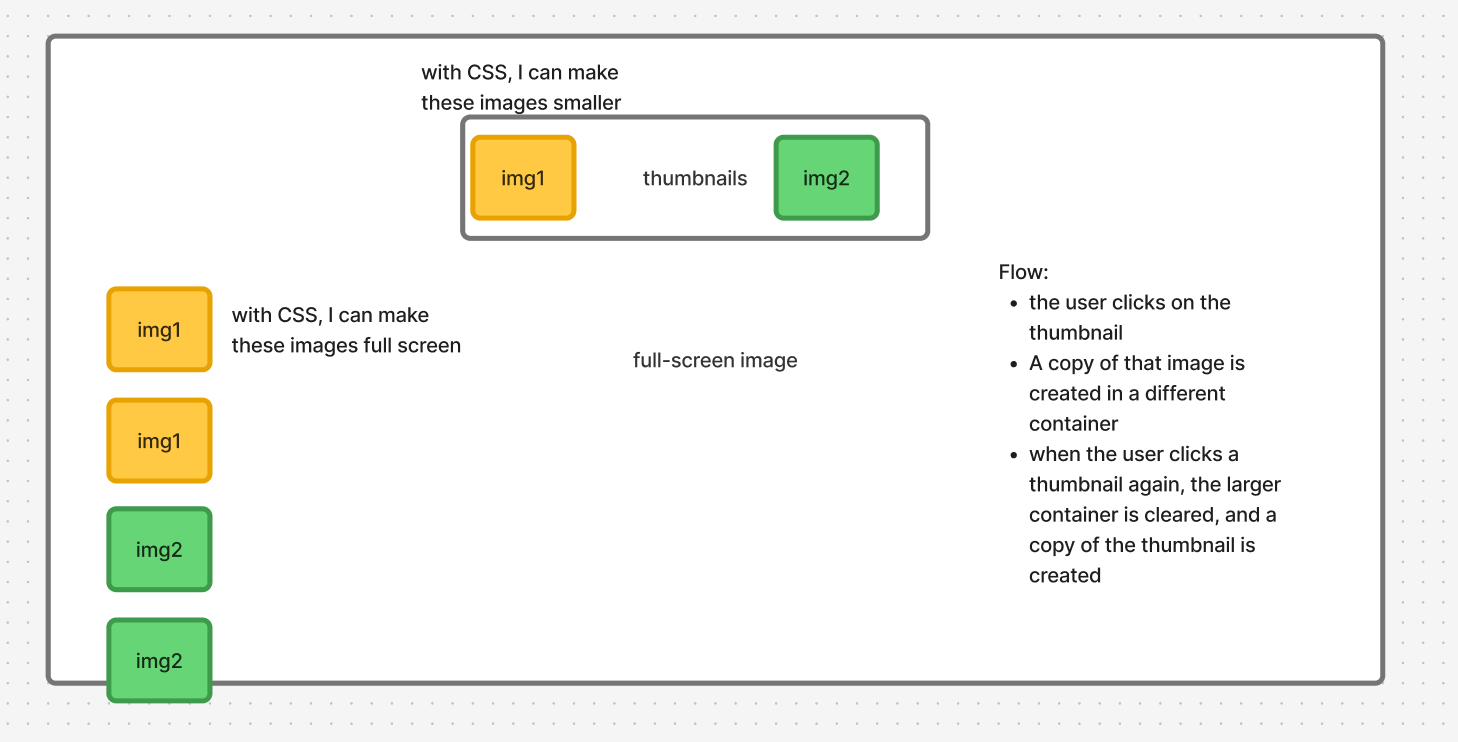 with CSS, I can make
these images smaller
img1
thumbnails
img2
img1
with CSS, I can make
these images full screen
img1
img2
img2
full-screen image
Flow:
• the user clicks on the
thumbnail
• A copy of that image is
created in a different
container
• when the user clicks a
thumbnail again, the larger
container is cleared, and a
copy of the thumbnail is
created